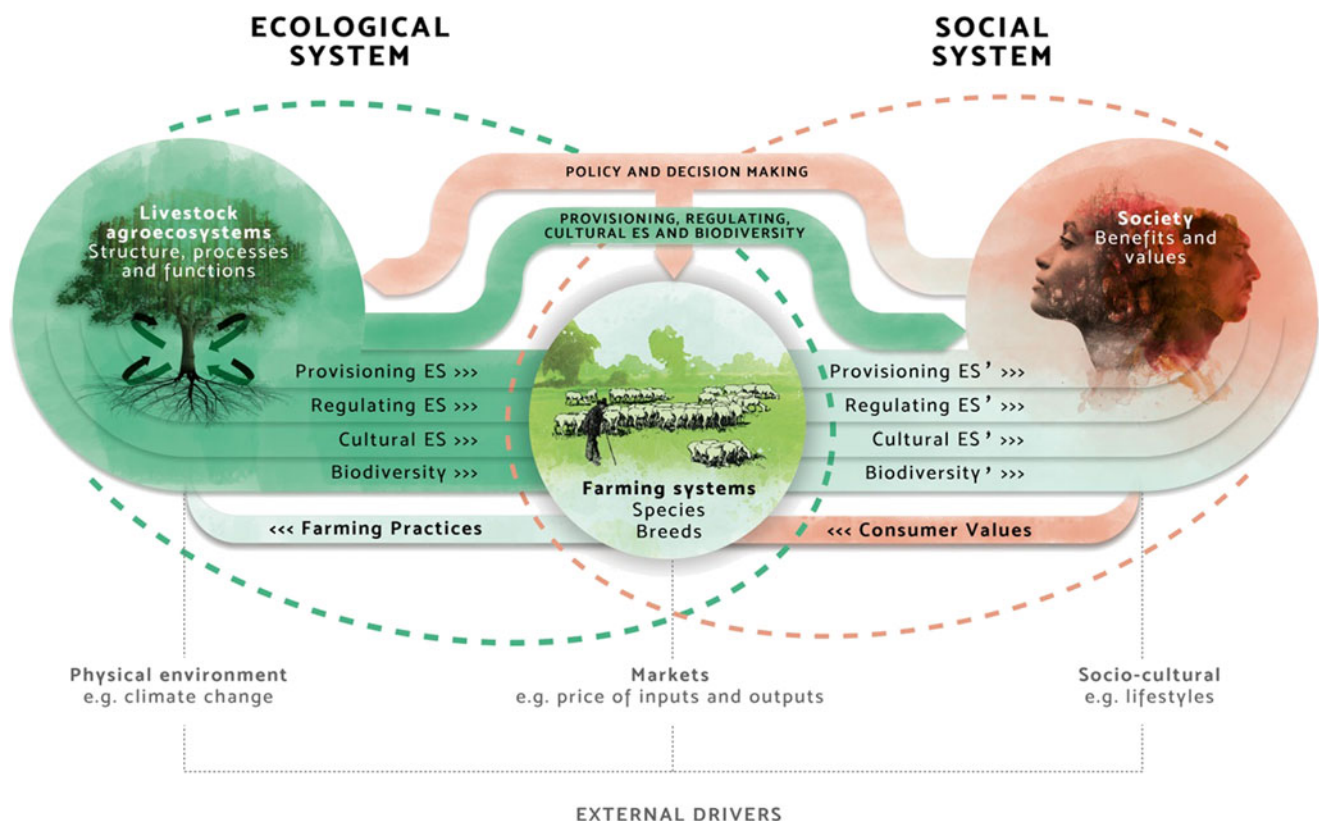 ECOLOGICAL
SYSTEM
SOCIAL
SYSTEM
POLICY AND DECISION MAKING
PROVISIONING, REGULATING,
CULTURAL ES AND BIODIVERSITY
Livestock
agroecosystems
Structure, processes
and functions
Society
Benefits and
values
Provisioning ES >>>
Regulating ES >>>
Cultural ES >>>
Biodiversity >>>
Provisioning ES’ >>>
Regulating ES’ >>>
Cultural ES’ >>>
Biodiversity’ >>>
Farming systems
Species
Breeds
<<< Farming Practices
<<< Consumer Values
Physical environment
e.g. climate change
Markets
e.g. price of inputs and outputs
Socio-cultural
e.g. lifestyles
EXTERNAL DRIVERS